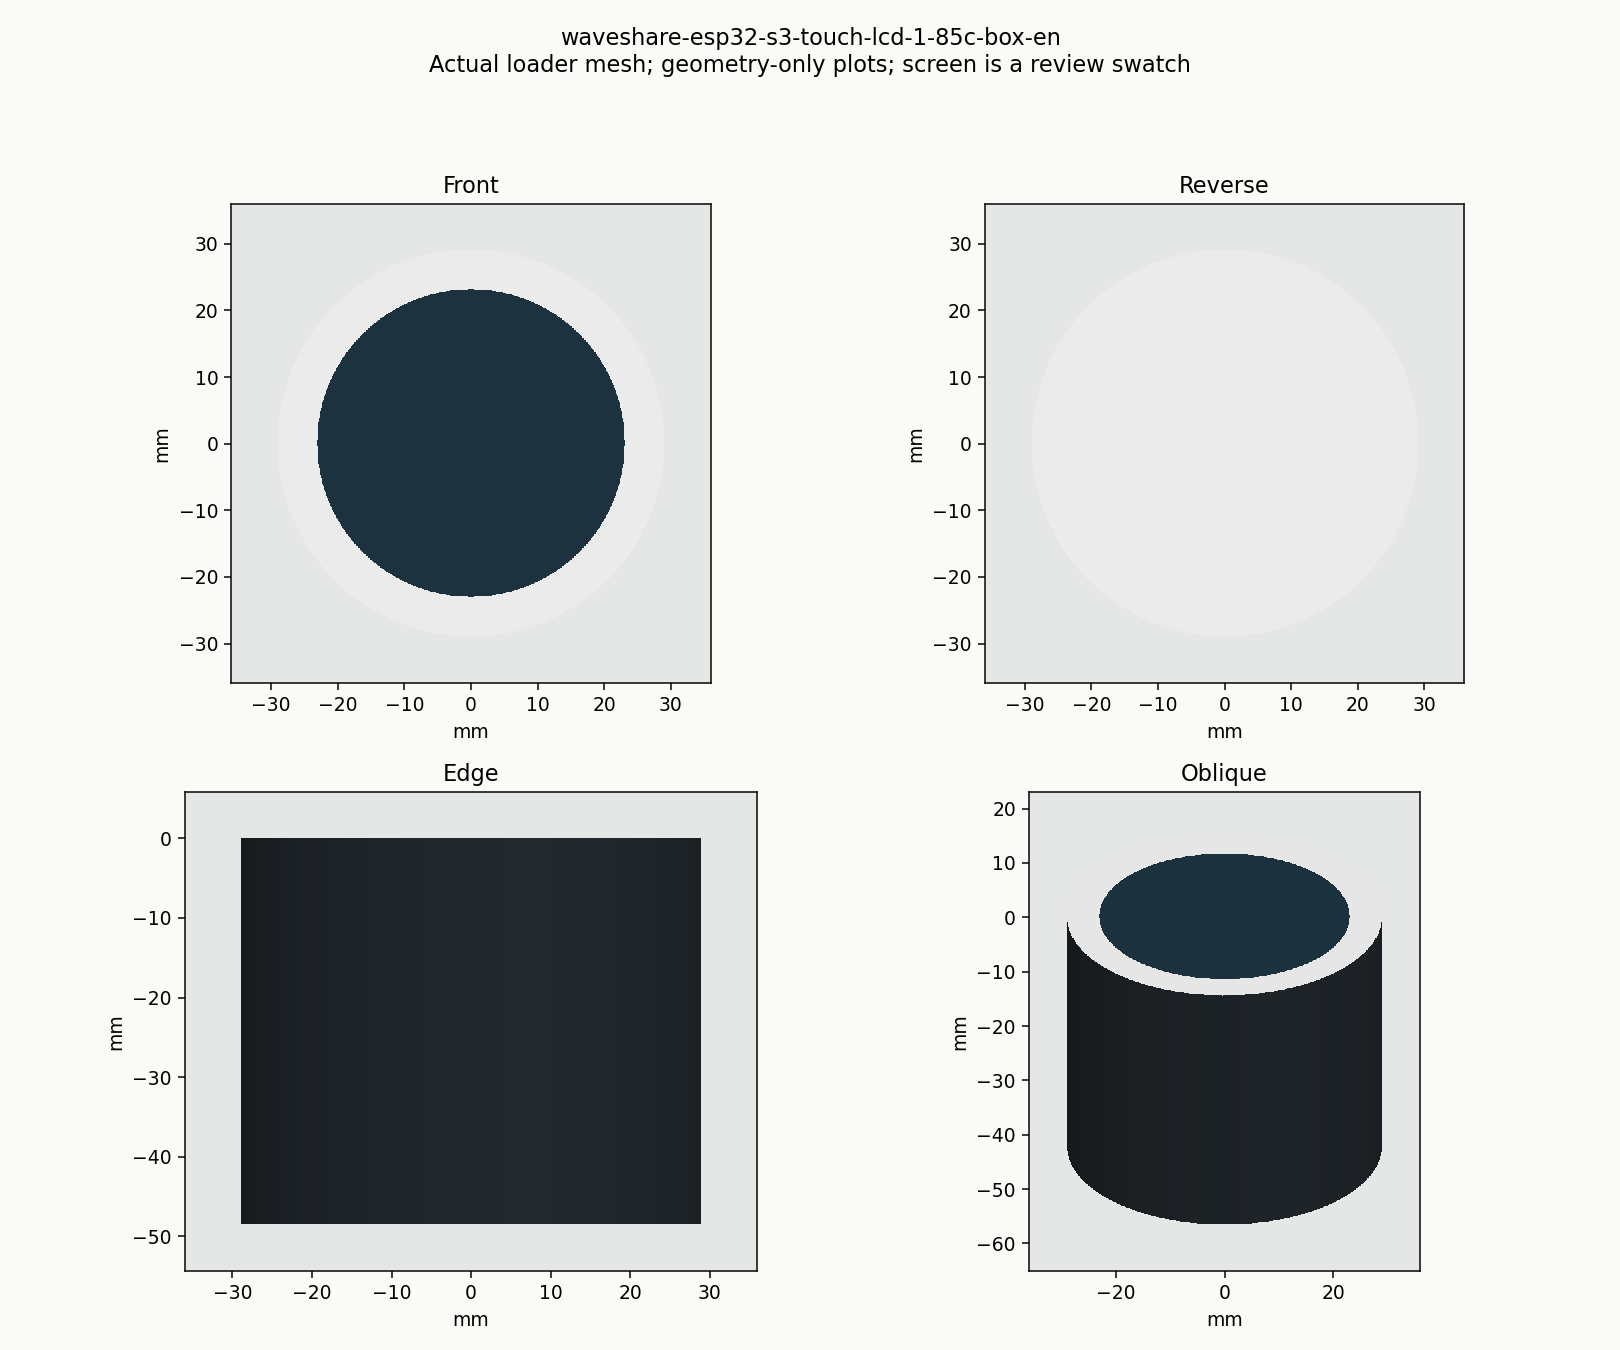 waveshare-esp32-s3-touch-lcd-1-85c-box-en
Actual loader mesh; geometry-only plots; screen is a review swatch
Front
30
20
10
0
−10
−20
−30
mm
−30 −20 −10 0 10 20 30
mm
Reverse
30
20
10
0
−10
−20
−30
mm
−30 −20 −10 0 10 20 30
mm
Edge
0
−10
−20
−30
−40
−50
mm
−30 −20 −10 0 10 20 30
mm
Oblique
20
10
0
−10
−20
−30
−40
−50
−60
mm
−20 0 20
mm